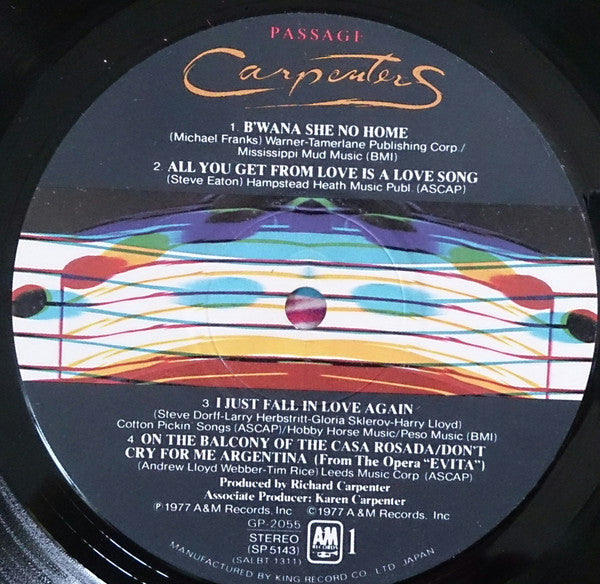 PASSAGE
Carpenters
1. B'WANA SHE NO HOME
(Michael Franks) Warner-Tamerlane Publishing Corp./
Mississippi Mud Music (BMI)
2. ALL YOU GET FROM LOVE IS A LOVE SONG
(Steve Eaton) Hampstead Heath Music Publ. (ASCAP)
3 I JUST FALL IN LOVE AGAIN
(Steve Dorff-Larry Herbstritt-Gloria Sklerov-Harry Lloyd)
Cotton Pickin' Songs (ASCAP)/Hobby Horse Music/Peso Music (BMI)
4 ON THE BALCONY OF THE CASA ROSADA/DON'T
CRY FOR ME ARGENTINA (From The Opera "EVITA")
(Andrew Lloyd Webber-Tim Rice) Leeds Music Corp (ASCAP)
Produced by Richard Carpenter
Associate Producer: Karen Carpenter
℗ 1977 A&M Records, Inc © 1977 A&M Records. Inc.
GP-2055
STEREO
(SP 5143)
(SALBT 1311)
A&M
RECORDS
1
MANUFACTURED BY KING RECORD CO. LTD. JAPAN